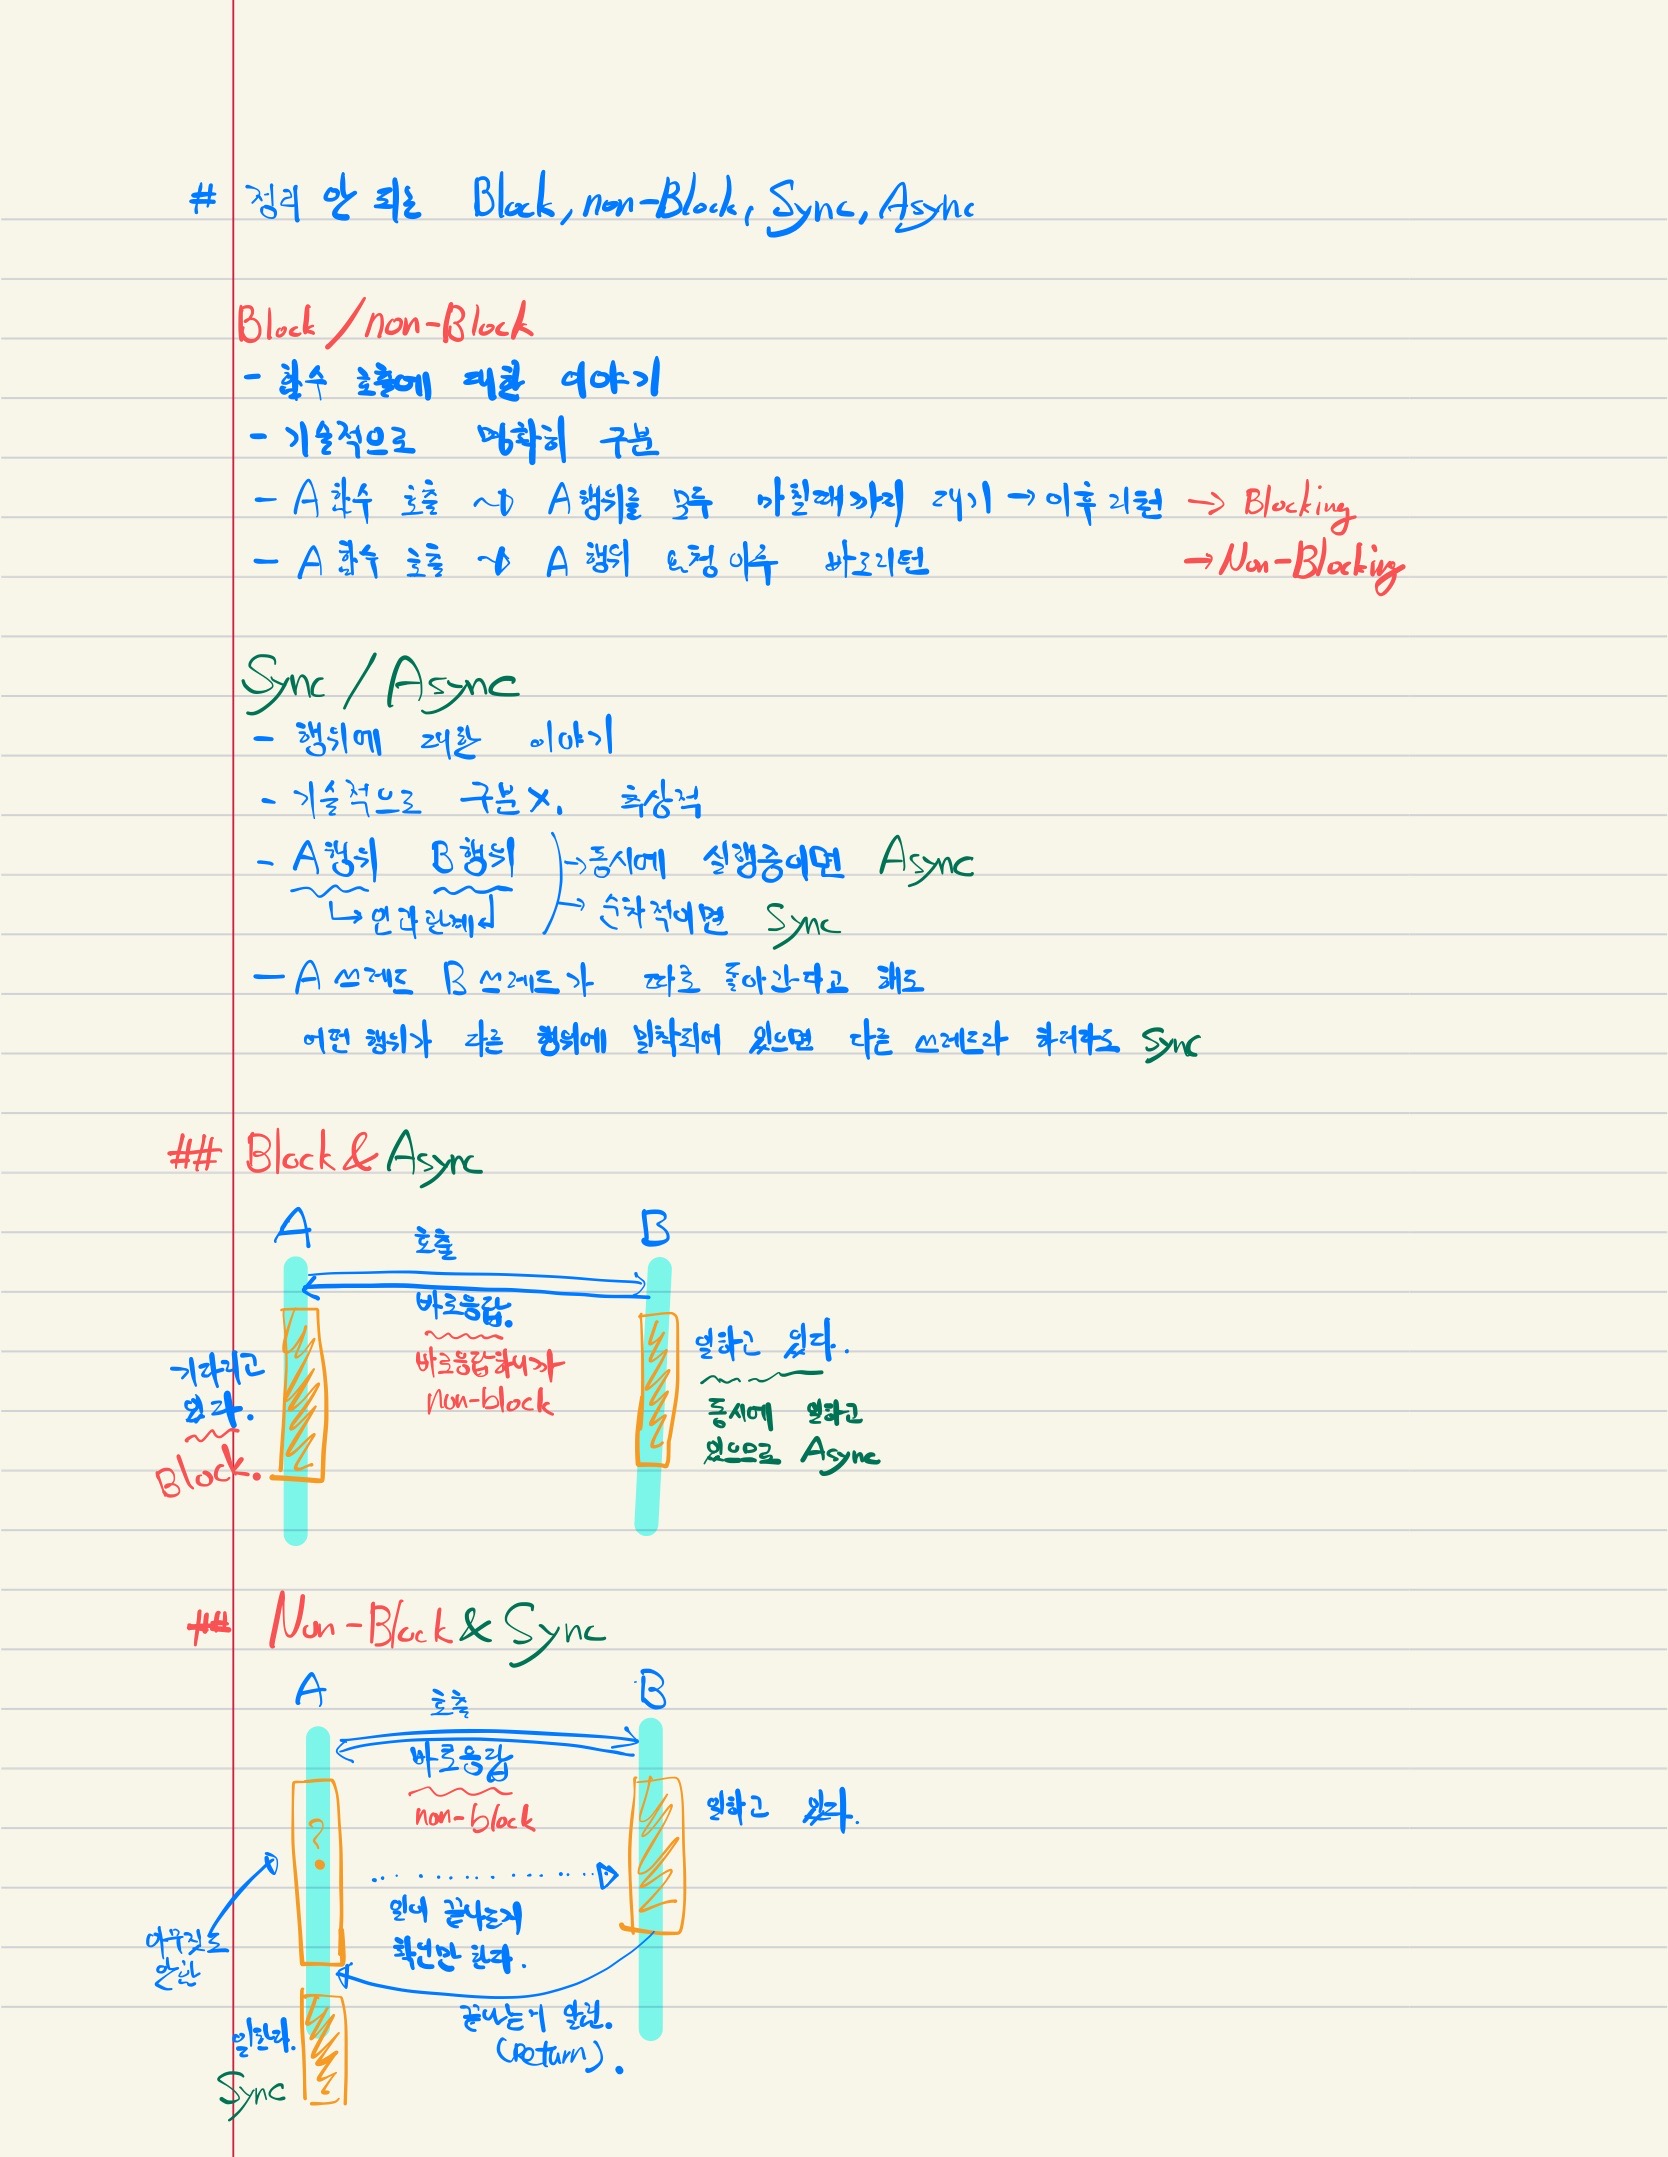 # 정리 안 되는 Block, non-Block, Sync, Async
Block / non-Block
- 함수 호출에 대한 이야기
- 기술적으로 명확히 구분
- A 함수 호출 ~> A행위를 모두 마칠때까지 대기 → 이후 리턴 → Blocking
- A 함수 호출 ~> A 행위 요청 이후 바로리턴 → Non-Blocking
Sync / Async
- 행위에 대한 이야기
- 기술적으로 구분 X. 추상적
- A행위 B행위 → 동시에 실행중이면 Async
인과관계 → 순차적이면 Sync
- A 쓰레드 B 쓰레드가 따로 돌아간다고 해도
어떤 행위가 다른 행위에 밀착되어 있으면 다른 쓰레드라 하더라도 Sync
## Block & Async
A 호출 B
바로응답.
기다리고
있다.
Block.
바로응답하니까
non-block
일하고 있다.
동시에 일하고
있으므로 Async
## Non-Block & Sync
A 호출 B
바로응답
non-block
일하고 있다.
?
일이 끝나는지
확인만 한다.
아무것도
안함
끝나는거 알림.
(Return).
일한다.
Sync